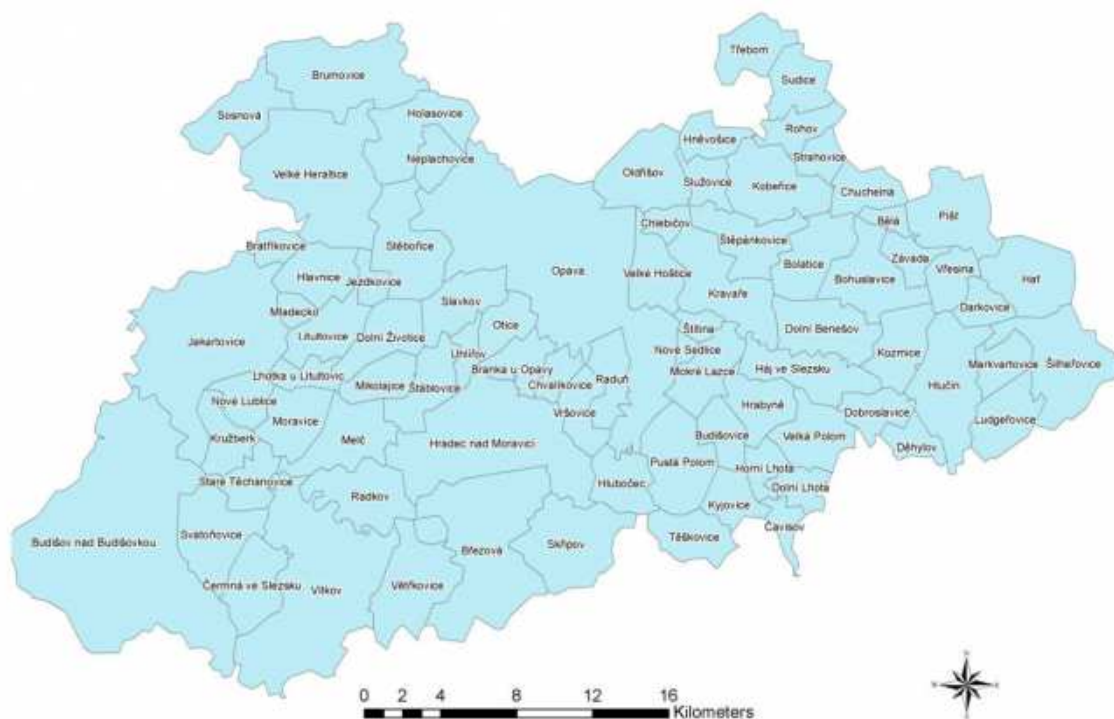 Třebom
Sudice
Brumovice
Sosnová
Holasovice
Rohov
Hněvošice
Neplachovice
Strahovice
Velké Heraltice
Oldřišov
Služovice
Kobeřice
Chuchelná
Píšť
Chlebičov
Bělá
Bratříkovice
Stěbořice
Štěpánkovice
Závada
Hlavnice
Jezdkovice
Opava
Velké Hoštice
Bolatice
Bohuslavice
Vřesina
Hať
Slavkov
Kravaře
Darkovice
Mladecko
Otice
Štítina
Dolní Benešov
Jakartovice
Litultovice
Dolní Životice
Uhlířov
Nové Sedlice
Kozmice
Markvartovice
Šilheřovice
Lhotka u Litultovic
Mikolajice
Štáblovice
Branka u Opavy
Chvalíkovice
Raduň
Mokré Lazce
Háj ve Slezsku
Hlučín
Nové Lublice
Moravice
Vršovice
Hrabyně
Dobroslavice
Ludgeřovice
Kružberk
Melč
Hradec nad Moravicí
Budišovice
Velká Polom
Děhylov
Staré Těchanovice
Radkov
Hlubočec
Pustá Polom
Horní Lhota
Dolní Lhota
Kyjovice
Budišov nad Budišovkou
Svatoňovice
Březová
Skřipov
Těškovice
Čavisov
Čermná ve Slezsku
Vítkov
Větřkovice
0 2 4 8 12 16
Kilometers